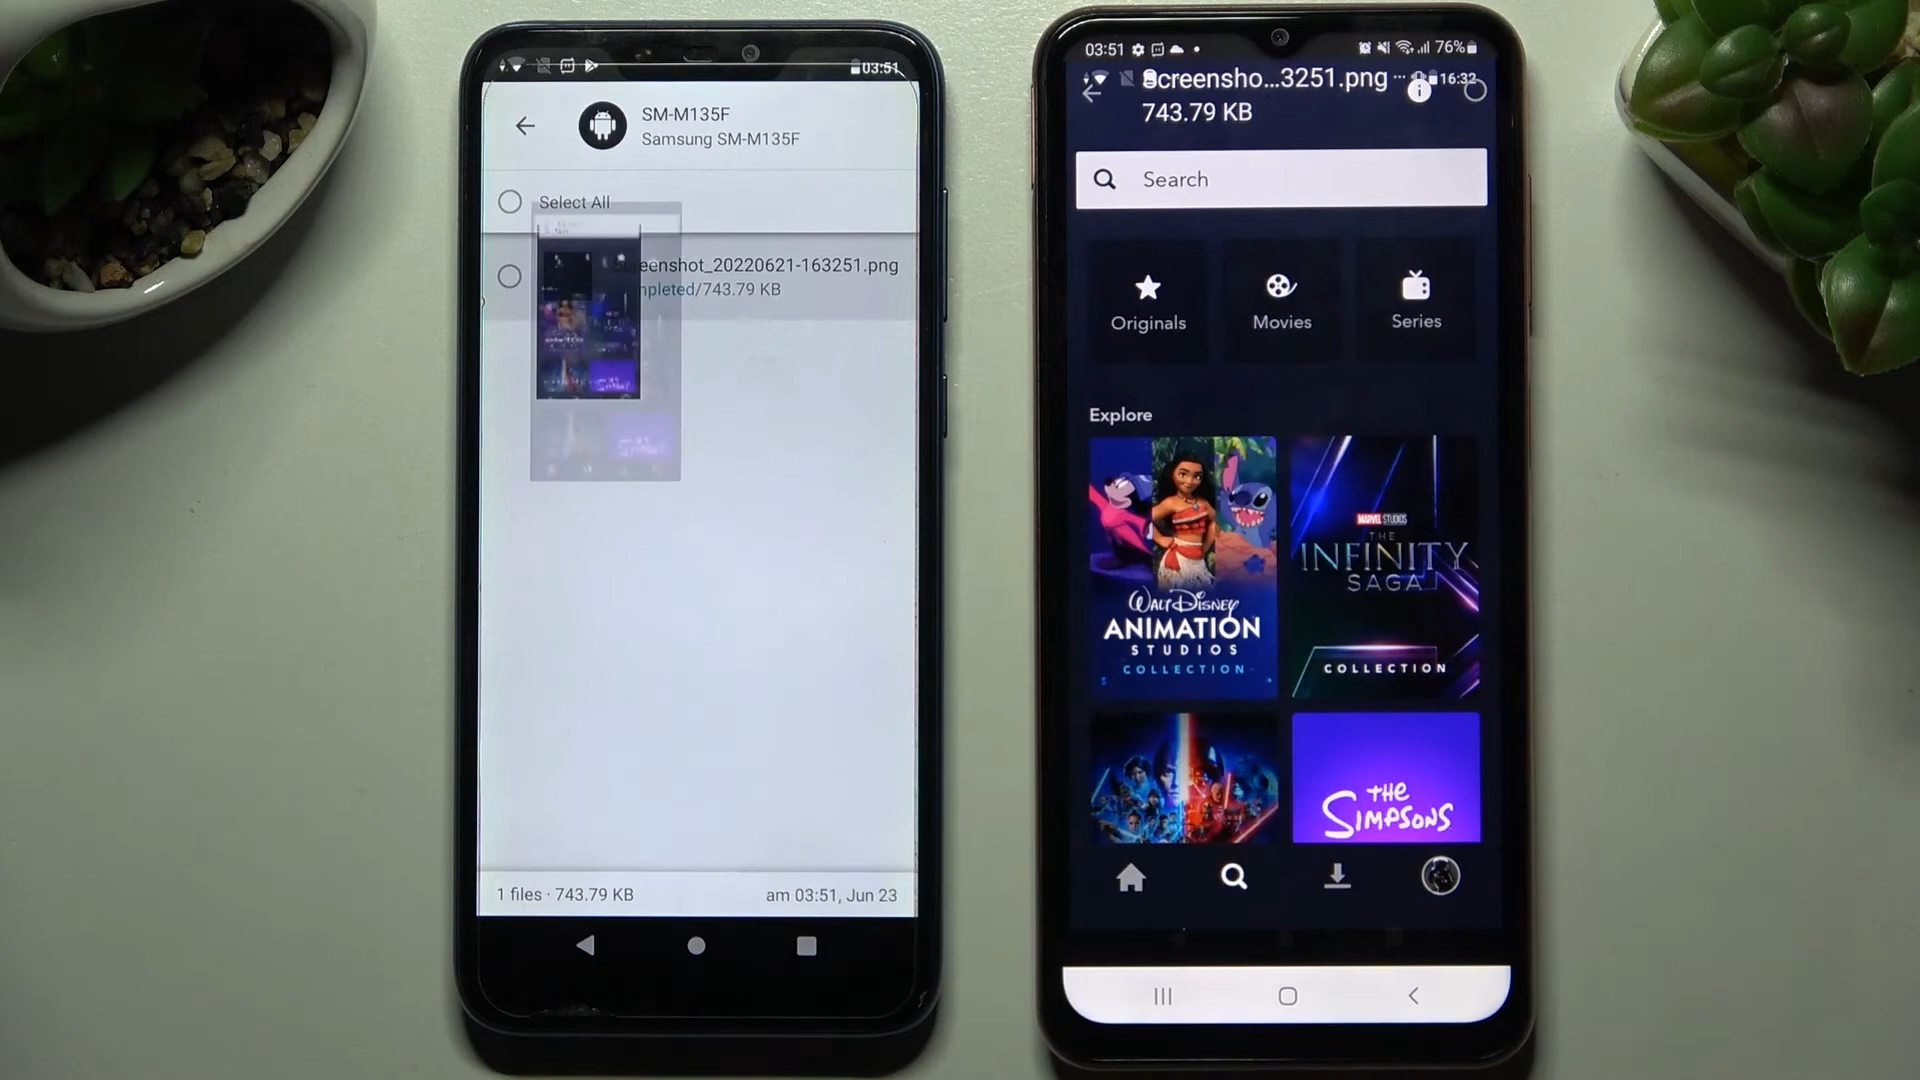 03:51
SM-M135F
Samsung SM-M135F
Select All
eenshot_20220621-163251.png
npleted/743.79 KB
1 files · 743.79 KB
am 03:51, Jun 23
03:51
76%
creensho...3251.png
16:32
743.79 KB
Search
Originals
Movies
Series
Explore
WALT DISNEY
ANIMATION
STUDIOS
COLLECTION
MARVEL STUDIOS
THE
INFINITY
SAGA
COLLECTION
THE
SIMPSONS